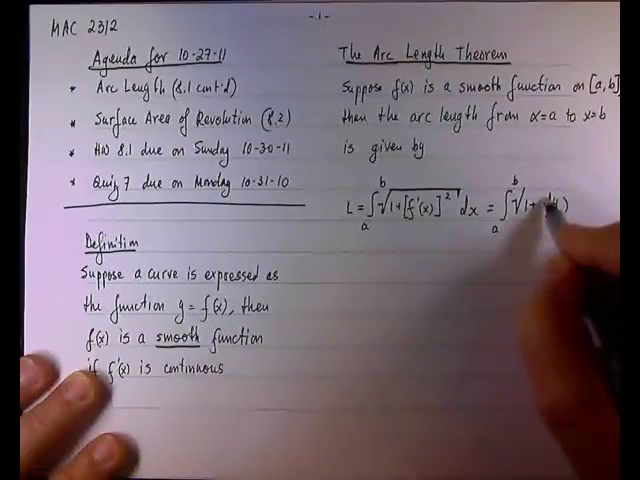 - 1 -
MAC 2312
Agenda for 10-27-11
* Arc Length (8.1 cont'd)
* Surface Area of Revolution (8.2)
* HW 8.1 due on Sunday 10-30-11
* Quiz 7 due on Monday 10-31-10
Definition
Suppose a curve is expressed as
the function y = f(x), then
f(x) is a smooth function
if f'(x) is continuous
The Arc Length Theorem
Suppose f(x) is a smooth function on [a,b]
then the arc length from x=a to x=b
is given by
L = ∫_a^b √(1+[f'(x)]^2) dx = ∫_a^b √1+